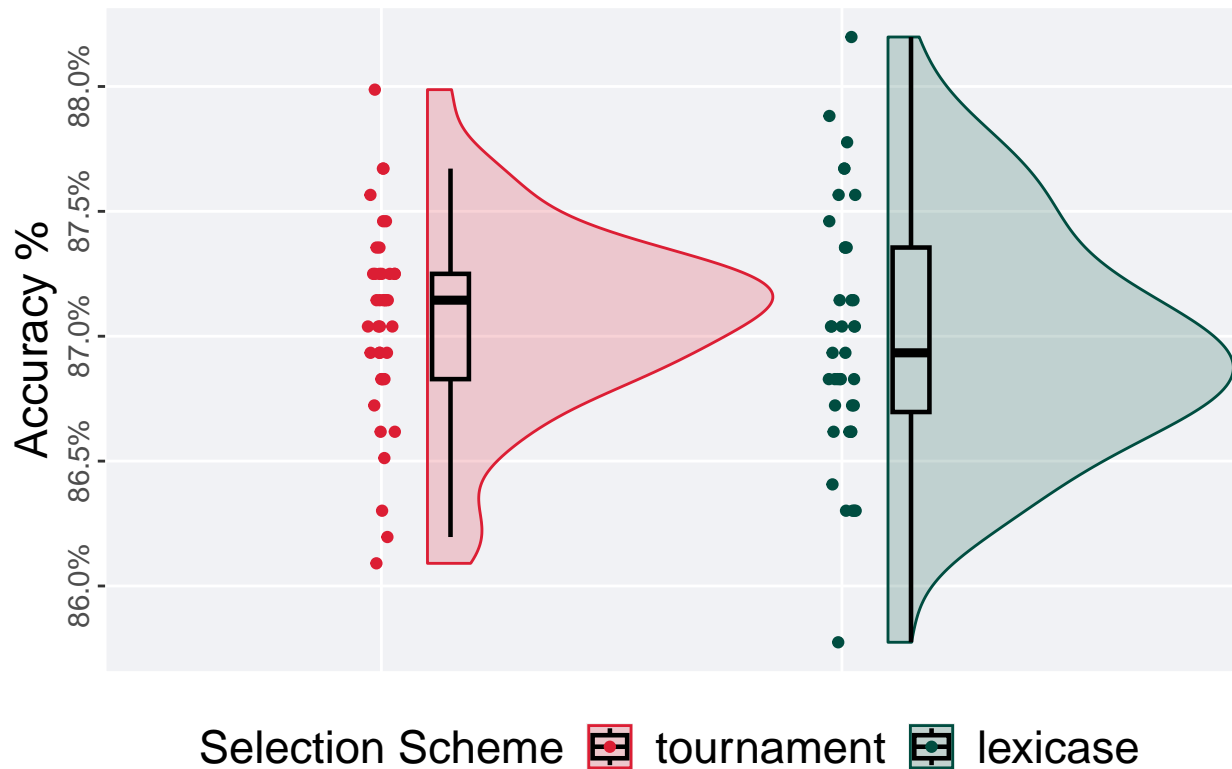 Accuracy %
88.0%
87.5%
87.0%
86.5%
86.0%
Selection Scheme tournament lexicase